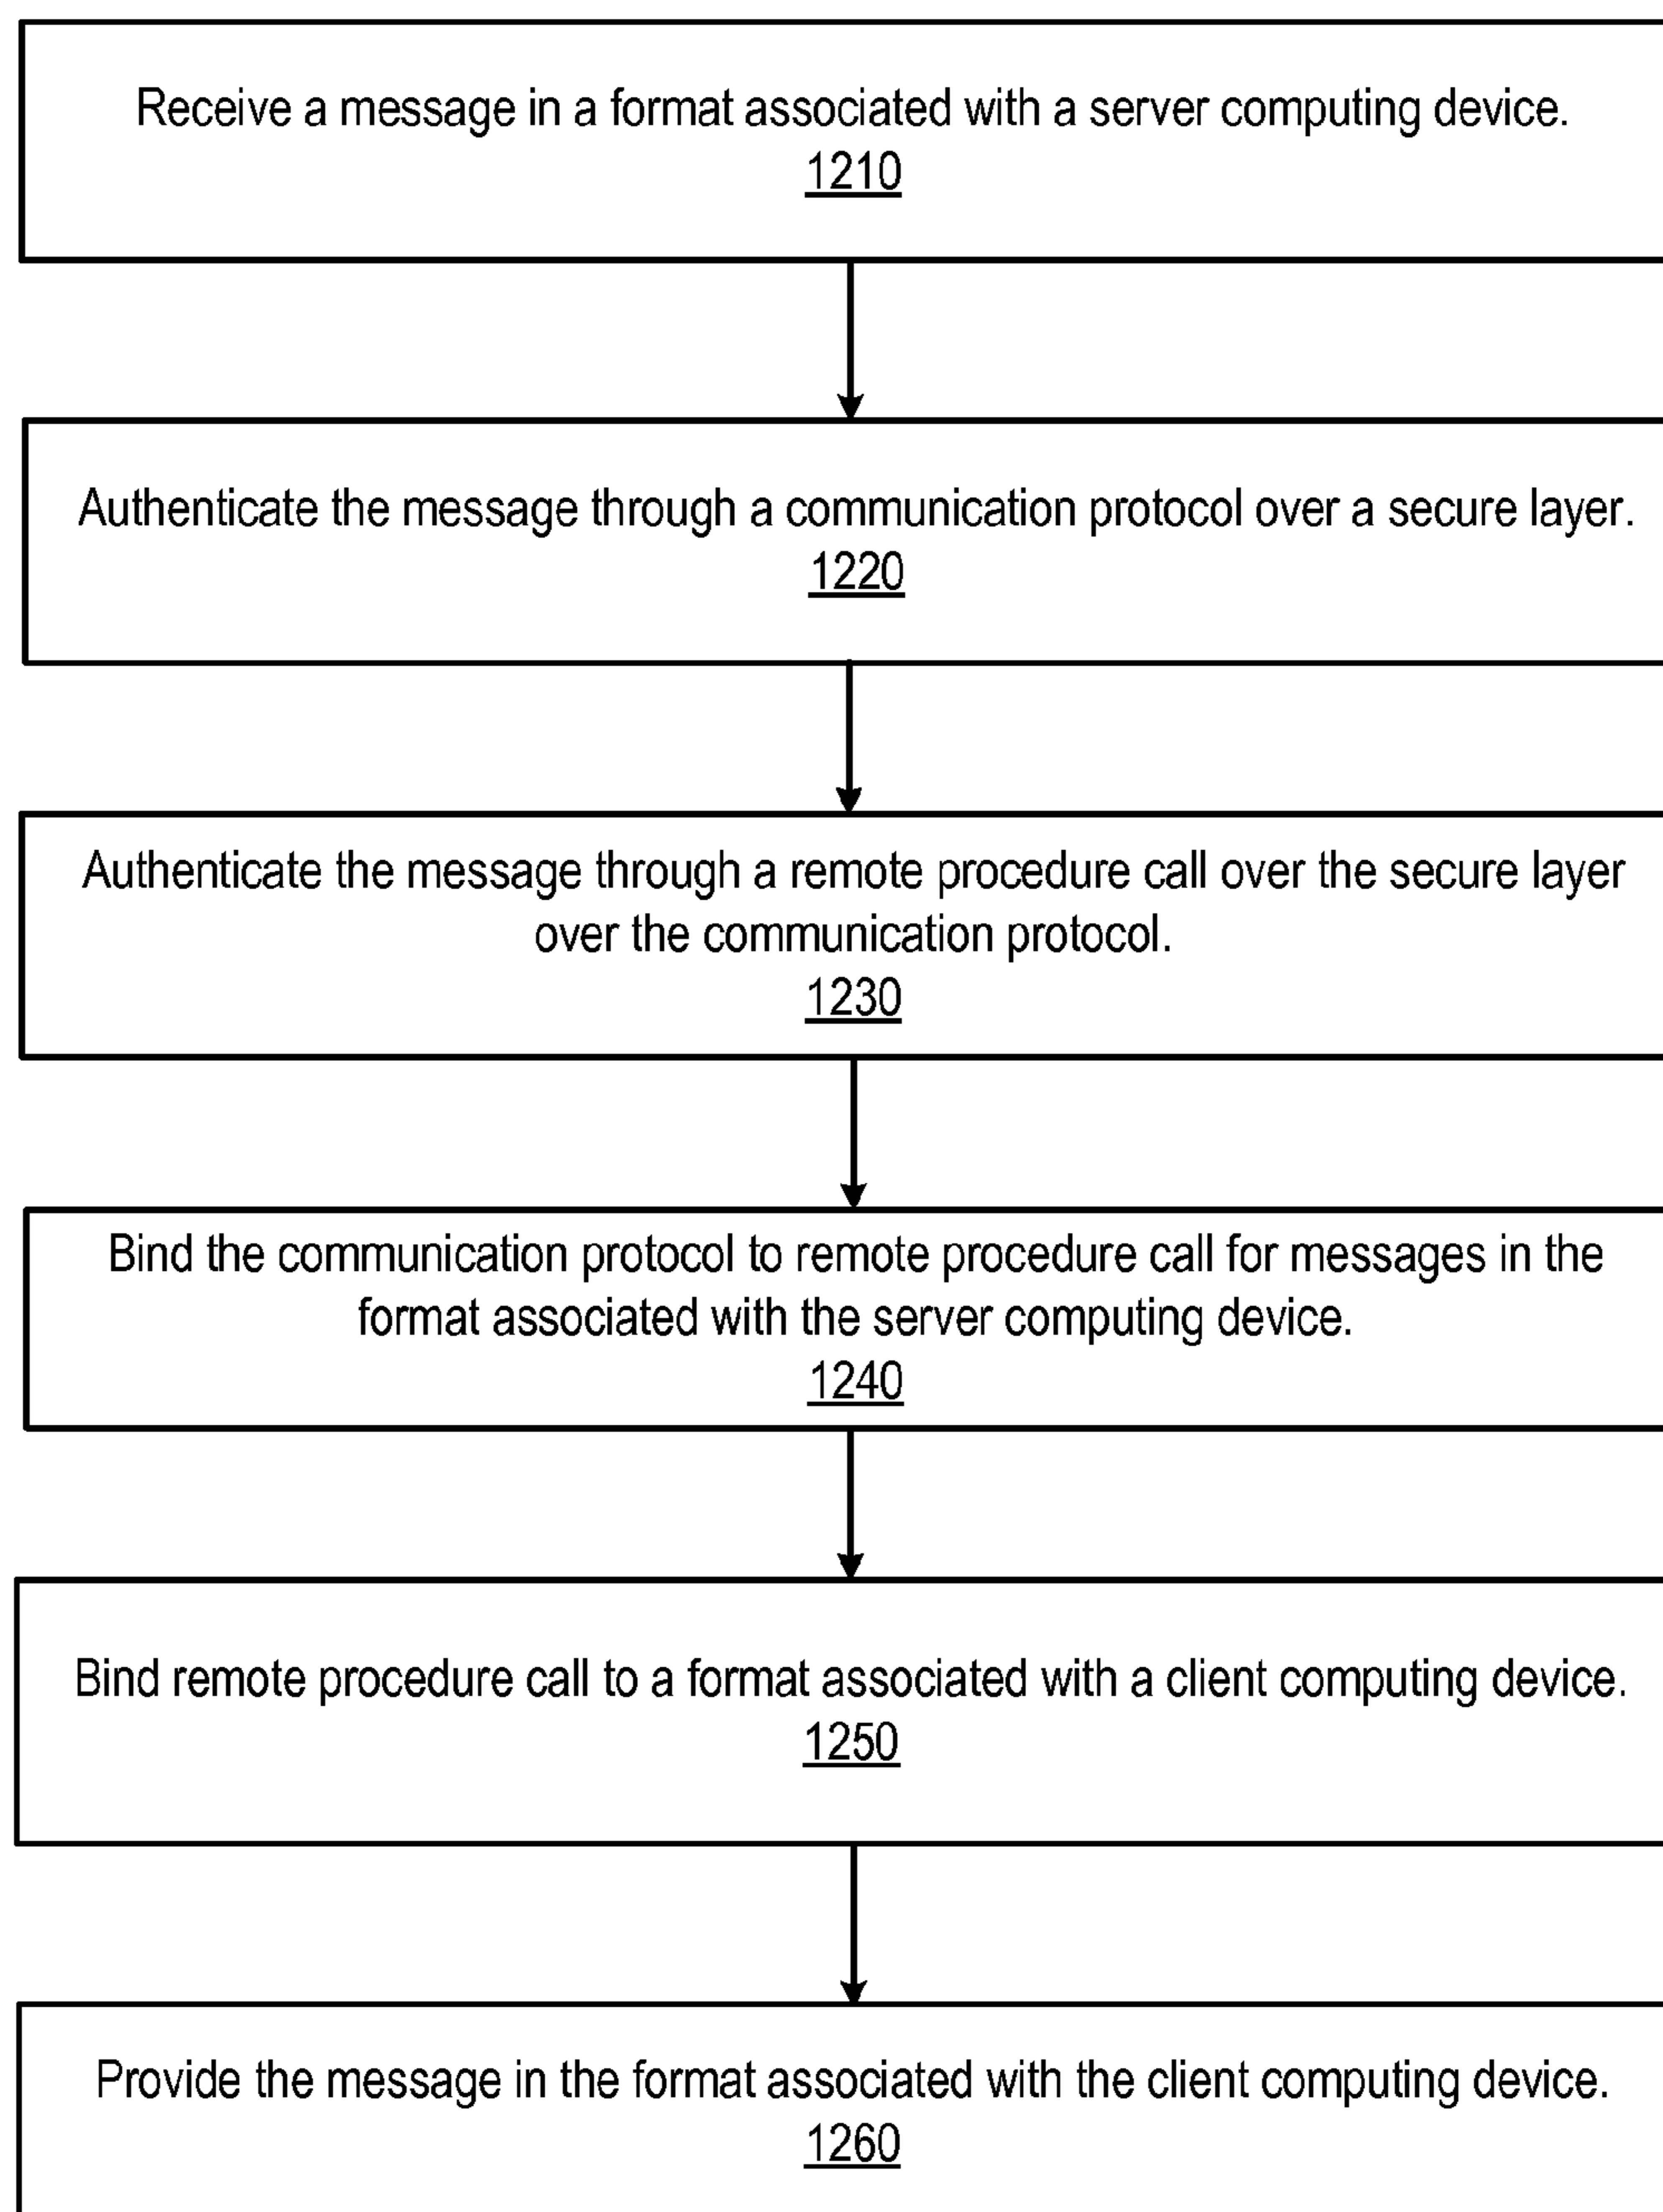 Receive a message in a format associated with a server computing device.
1210
Authenticate the message through a communication protocol over a secure layer.
1220
Authenticate the message through a remote procedure call over the secure layer
over the communication protocol.
1230
Bind the communication protocol to remote procedure call for messages in the
format associated with the server computing device.
1240
Bind remote procedure call to a format associated with a client computing device.
1250
Provide the message in the format associated with the client computing device.
1260